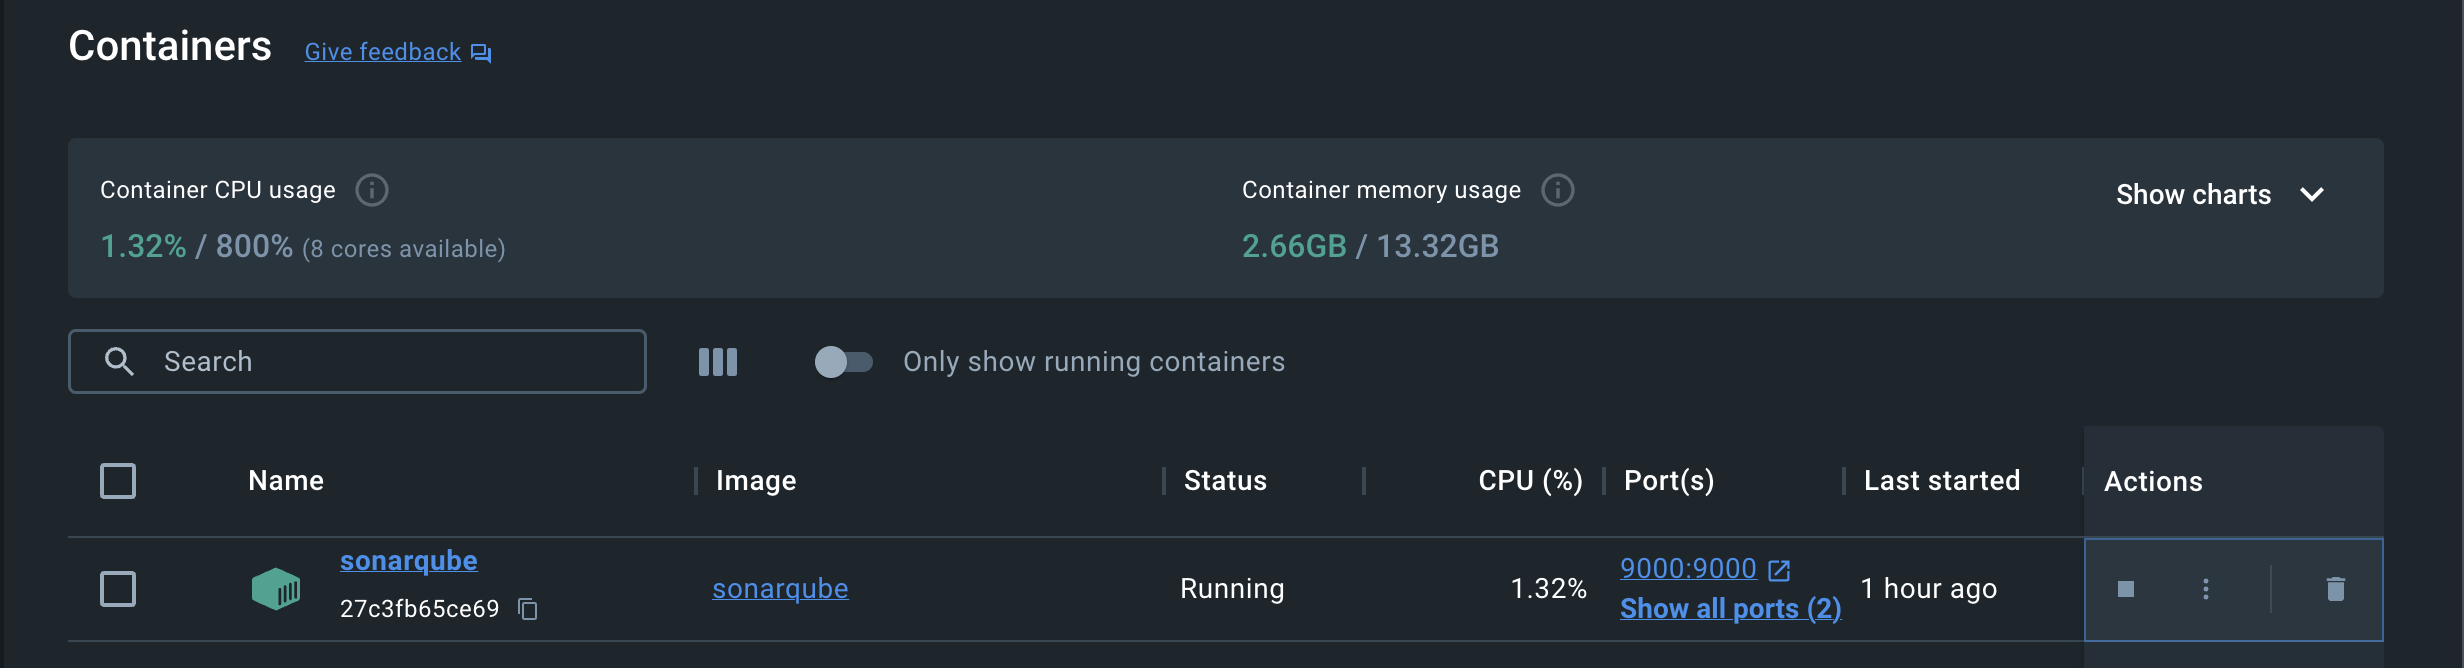 Containers Give feedback
Container CPU usage
1.32% / 800% (8 cores available)
Container memory usage
2.66GB / 13.32GB
Show charts
Search
Only show running containers
Name Image Status CPU (%) Port(s) Last started Actions
sonarqube
27c3fb65ce69
sonarqube
Running
1.32%
9000:9000
Show all ports (2)
1 hour ago